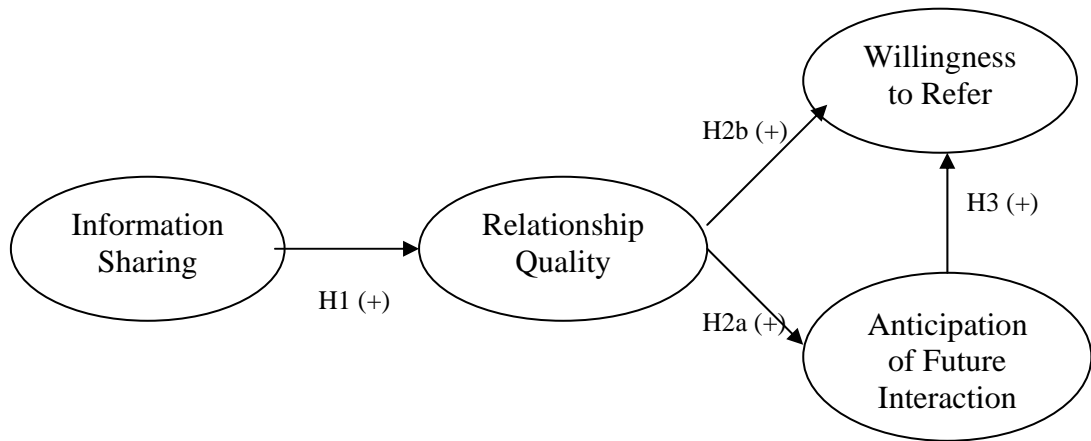 Willingness
to Refer
H2b (+)
H3 (+)
Information
Sharing
Relationship
Quality
H1 (+)
H2a (+)
Anticipation
of Future
Interaction